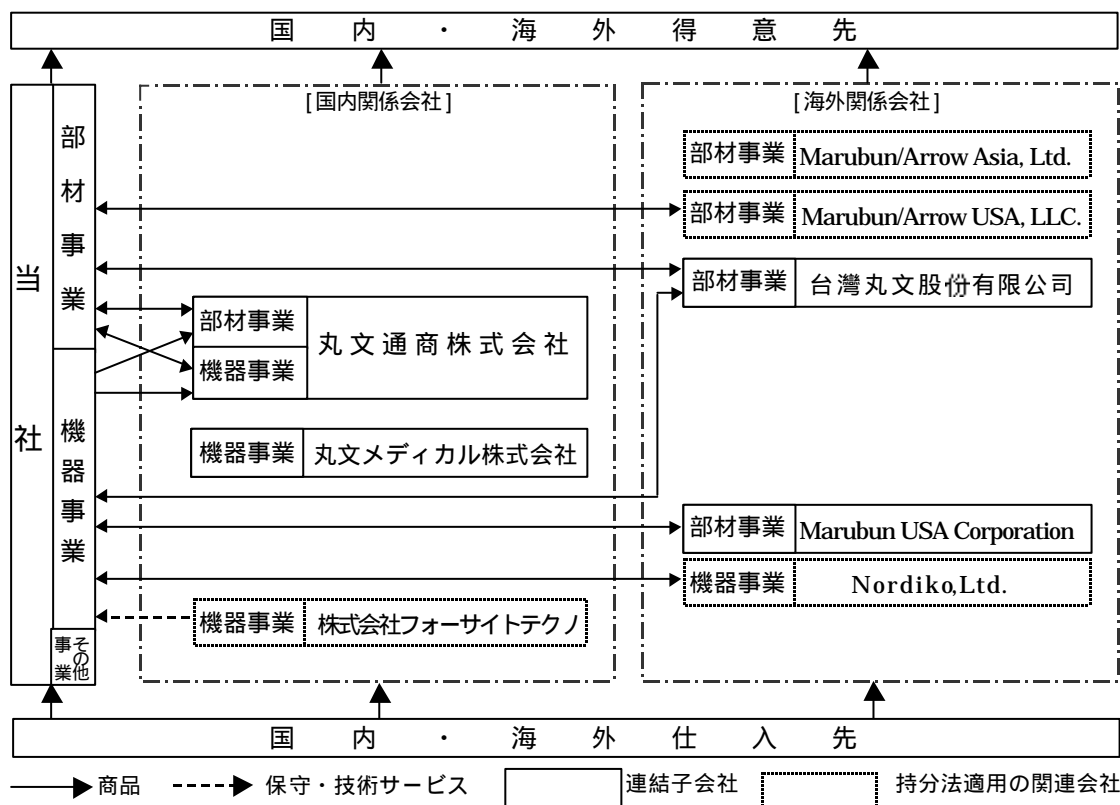 国内・海外得意先
当社
部材事業
機器事業
その他事業
[国内関係会社]
部材事業
機器事業
丸文通商株式会社
機器事業 丸文メディカル株式会社
機器事業 株式会社フォーサイトテクノ
[海外関係会社]
部材事業 Marubun/Arrow Asia, Ltd.
部材事業 Marubun/Arrow USA, LLC.
部材事業 台灣丸文股份有限公司
部材事業 Marubun USA Corporation
機器事業 Nordiko,Ltd.
国内・海外仕入先
商品 保守・技術サービス 連結子会社 持分法適用の関連会社